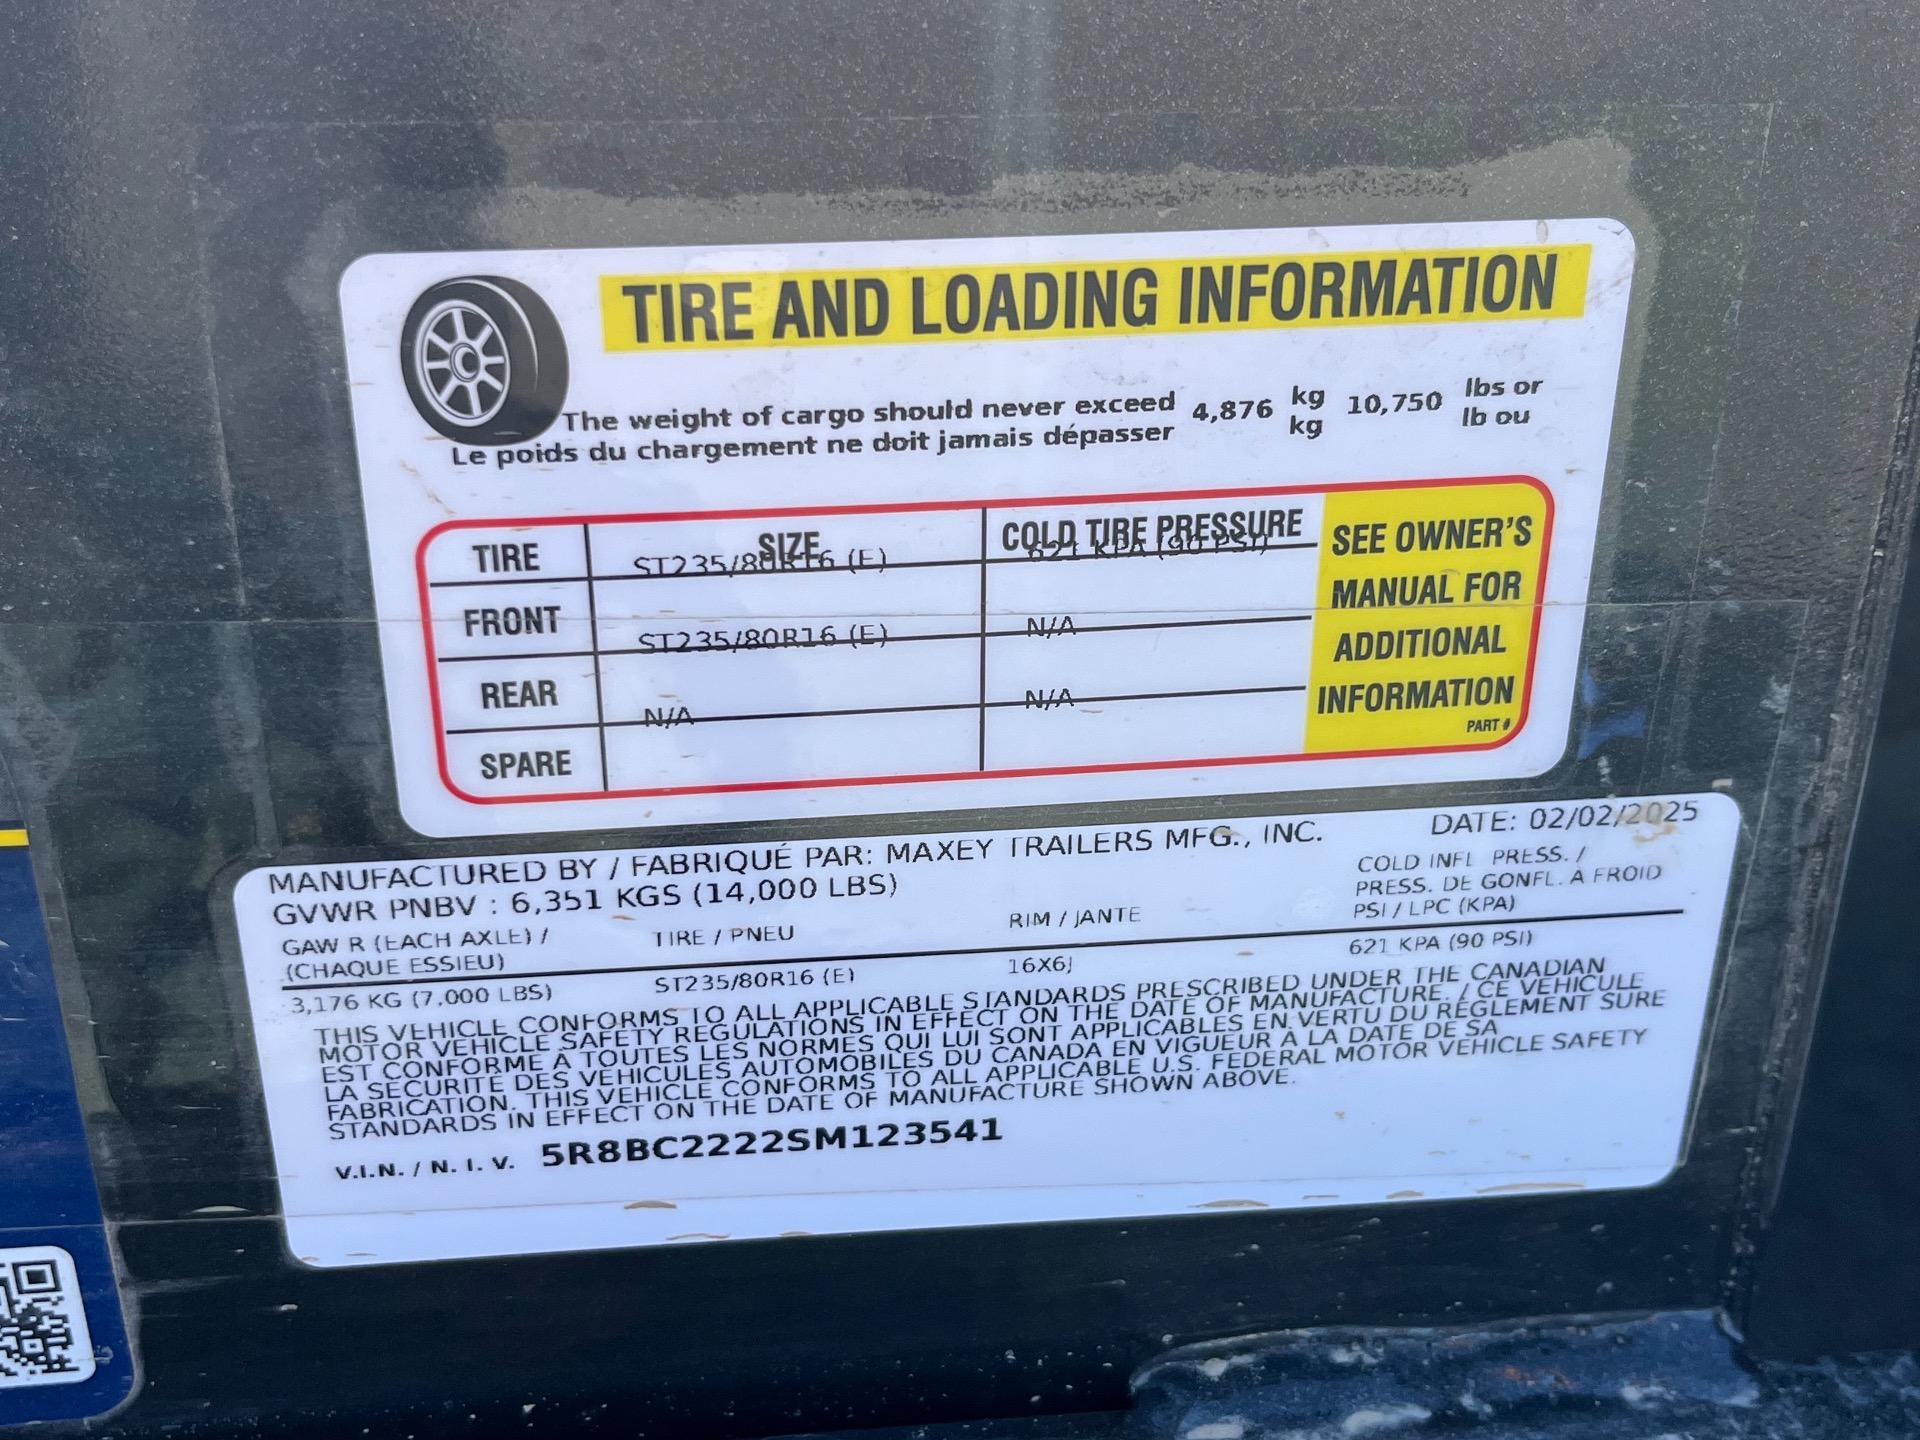 TIRE AND LOADING INFORMATION
The weight of cargo should never exceed 4,876 kg 10,750 lbs or
Le poids du chargement ne doit jamais dépasser kg lb ou
TIRE SIZE COLD TIRE PRESSURE SEE OWNER'S
ST235/80R16 (E) 621 KPA (90 PSI)
FRONT MANUAL FOR
ST235/80R16 (E) N/A ADDITIONAL
REAR N/A INFORMATION
N/A PART #
SPARE
MANUFACTURED BY / FABRIQUÉ PAR: MAXEY TRAILERS MFG., INC. DATE: 02/02/2025
GVWR PNBV : 6,351 KGS (14,000 LBS)
GAW R (EACH AXLE) / TIRE / PNEU RIM / JANTE COLD INFL PRESS. /
(CHAQUE ESSIEU) PRESS. DE GONFL. A FROID
PSI / LPC (KPA)
3,176 KG (7,000 LBS) ST235/80R16 (E) 16X6J 621 KPA (90 PSI)
THIS VEHICLE CONFORMS TO ALL APPLICABLE STANDARDS PRESCRIBED UNDER THE CANADIAN
MOTOR VEHICLE SAFETY REGULATIONS IN EFFECT ON THE DATE OF MANUFACTURE. / CE VEHICULE
EST CONFORME À TOUTES LES NORMES QUI LUI SONT APPLICABLES EN VERTU DU RÈGLEMENT SURE
LA SÉCURITÉ DES VÉHICULES AUTOMOBILES DU CANADA EN VIGUEUR À LA DATE DE SA
FABRICATION. THIS VEHICLE CONFORMS TO ALL APPLICABLE U.S. FEDERAL MOTOR VEHICLE SAFETY
STANDARDS IN EFFECT ON THE DATE OF MANUFACTURE SHOWN ABOVE.
V.I.N. / N. I. V. 5R8BC2222SM123541